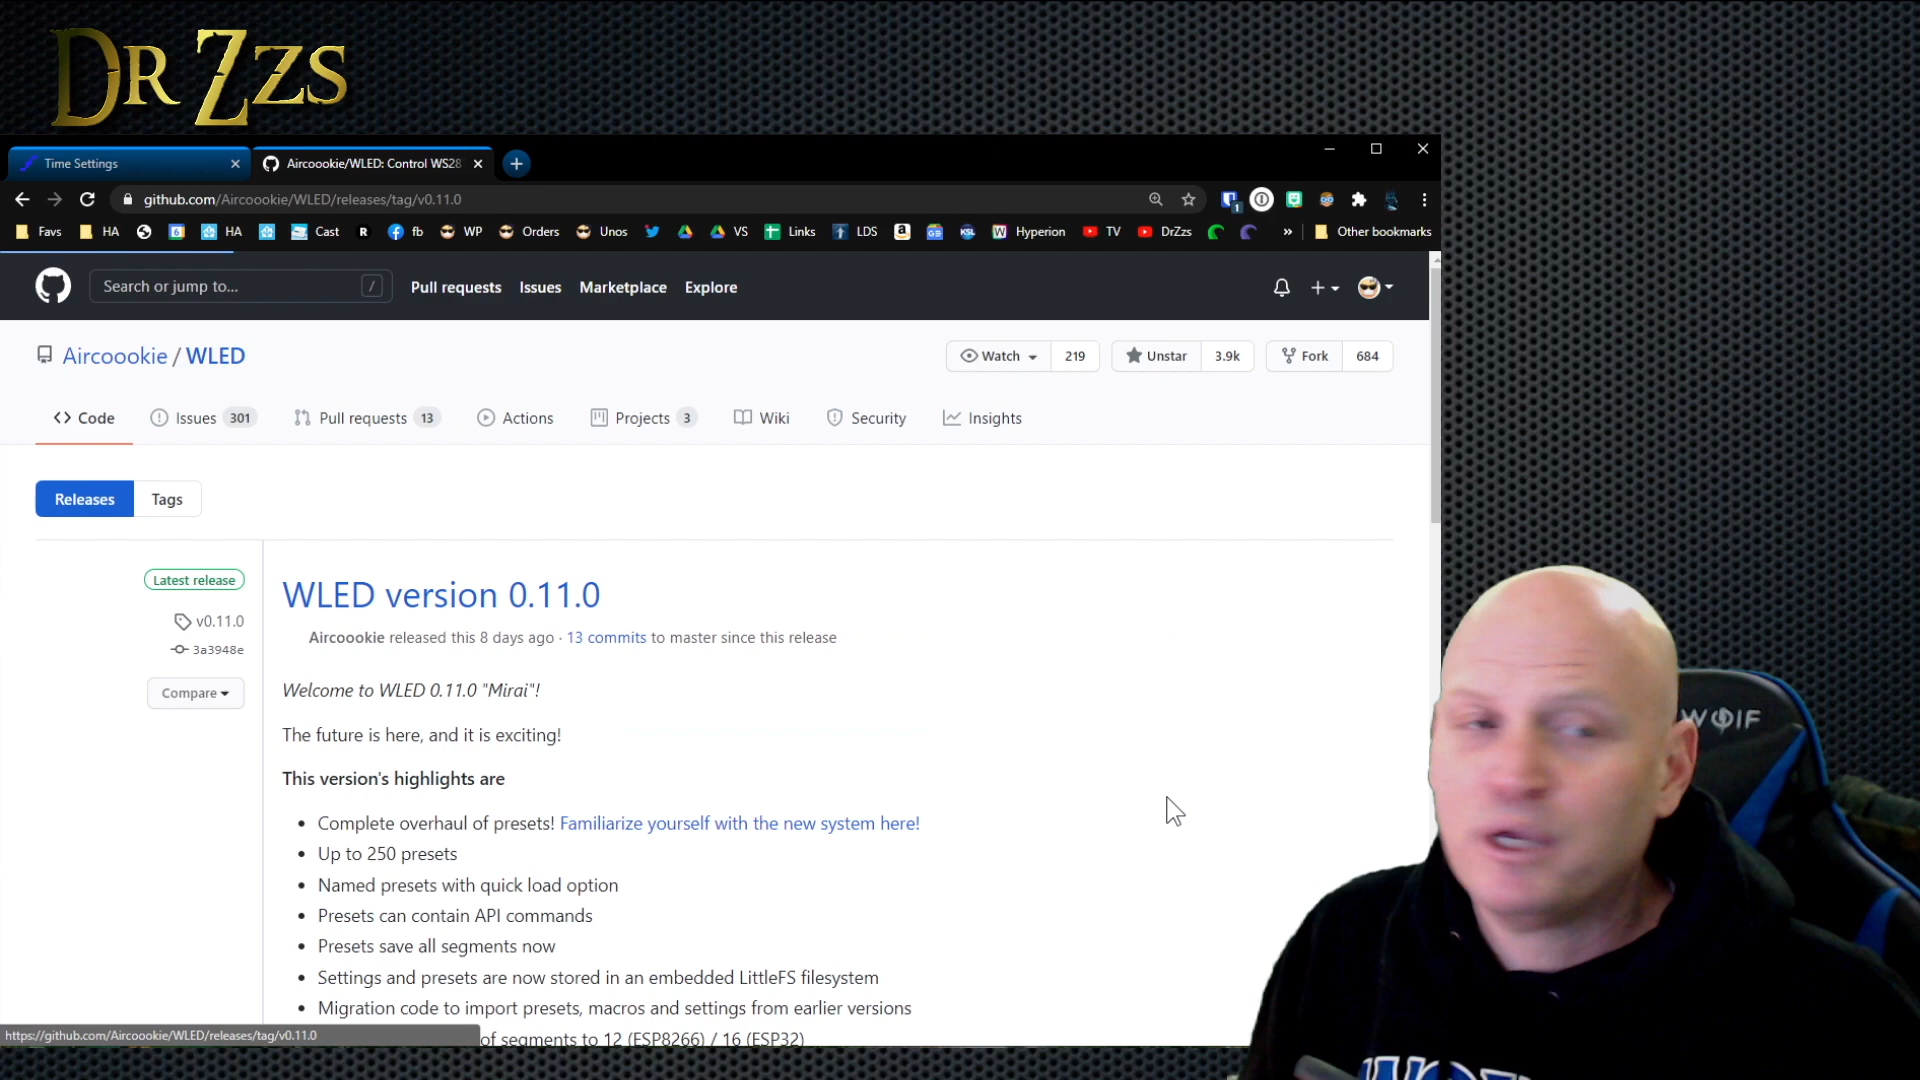 DR ZZS
Time Settings
Aircoookie/WLED: Control WS28
github.com/Aircoookie/WLED/releases/tag/v0.11.0
1
Favs HA 6 HA Cast R fb WP Orders Unos VS Links LDS a GE KSL W Hyperion TV DrZzs » Other bookmarks
Search or jump to... /
Pull requests Issues Marketplace Explore
Aircoookie / WLED
Watch 219 Unstar 3.9k Fork 684
Code Issues 301 Pull requests 13 Actions Projects 3 Wiki Security Insights
Releases Tags
Latest release
v0.11.0
3a3948e
Compare
WLED version 0.11.0
Aircoookie released this 8 days ago · 13 commits to master since this release
Welcome to WLED 0.11.0 "Mirai"!
The future is here, and it is exciting!
This version's highlights are
• Complete overhaul of presets! Familiarize yourself with the new system here!
• Up to 250 presets
• Named presets with quick load option
• Presets can contain API commands
• Presets save all segments now
• Settings and presets are now stored in an embedded LittleFS filesystem
• Migration code to import presets, macros and settings from earlier versions
of segments to 12 (ESP8266) / 16 (ESP32)
https://github.com/Aircoookie/WLED/releases/tag/v0.11.0
WOIF